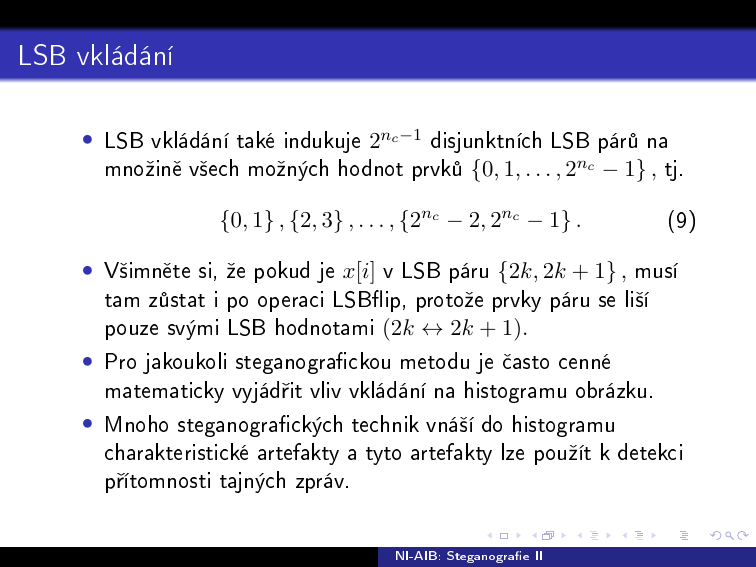 LSB vkládání
• LSB vkládání také indukuje 2^{n_c−1} disjunktních LSB párů na
množině všech možných hodnot prvků {0, 1, . . . , 2^{n_c} − 1} , tj.
{0, 1} , {2, 3} , . . . , {2^{n_c} − 2, 2^{n_c} − 1} . (9)
• Všimněte si, že pokud je x[i] v LSB páru {2k, 2k + 1} , musí
tam zůstat i po operaci LSBflip, protože prvky páru se liší
pouze svými LSB hodnotami (2k ↔ 2k + 1).
• Pro jakoukoli steganografickou metodu je často cenné
matematicky vyjádřit vliv vkládání na histogramu obrázku.
• Mnoho steganografických technik vnáší do histogramu
charakteristické artefakty a tyto artefakty lze použít k detekci
přítomnosti tajných zpráv.
NI-AIB: Steganografie II